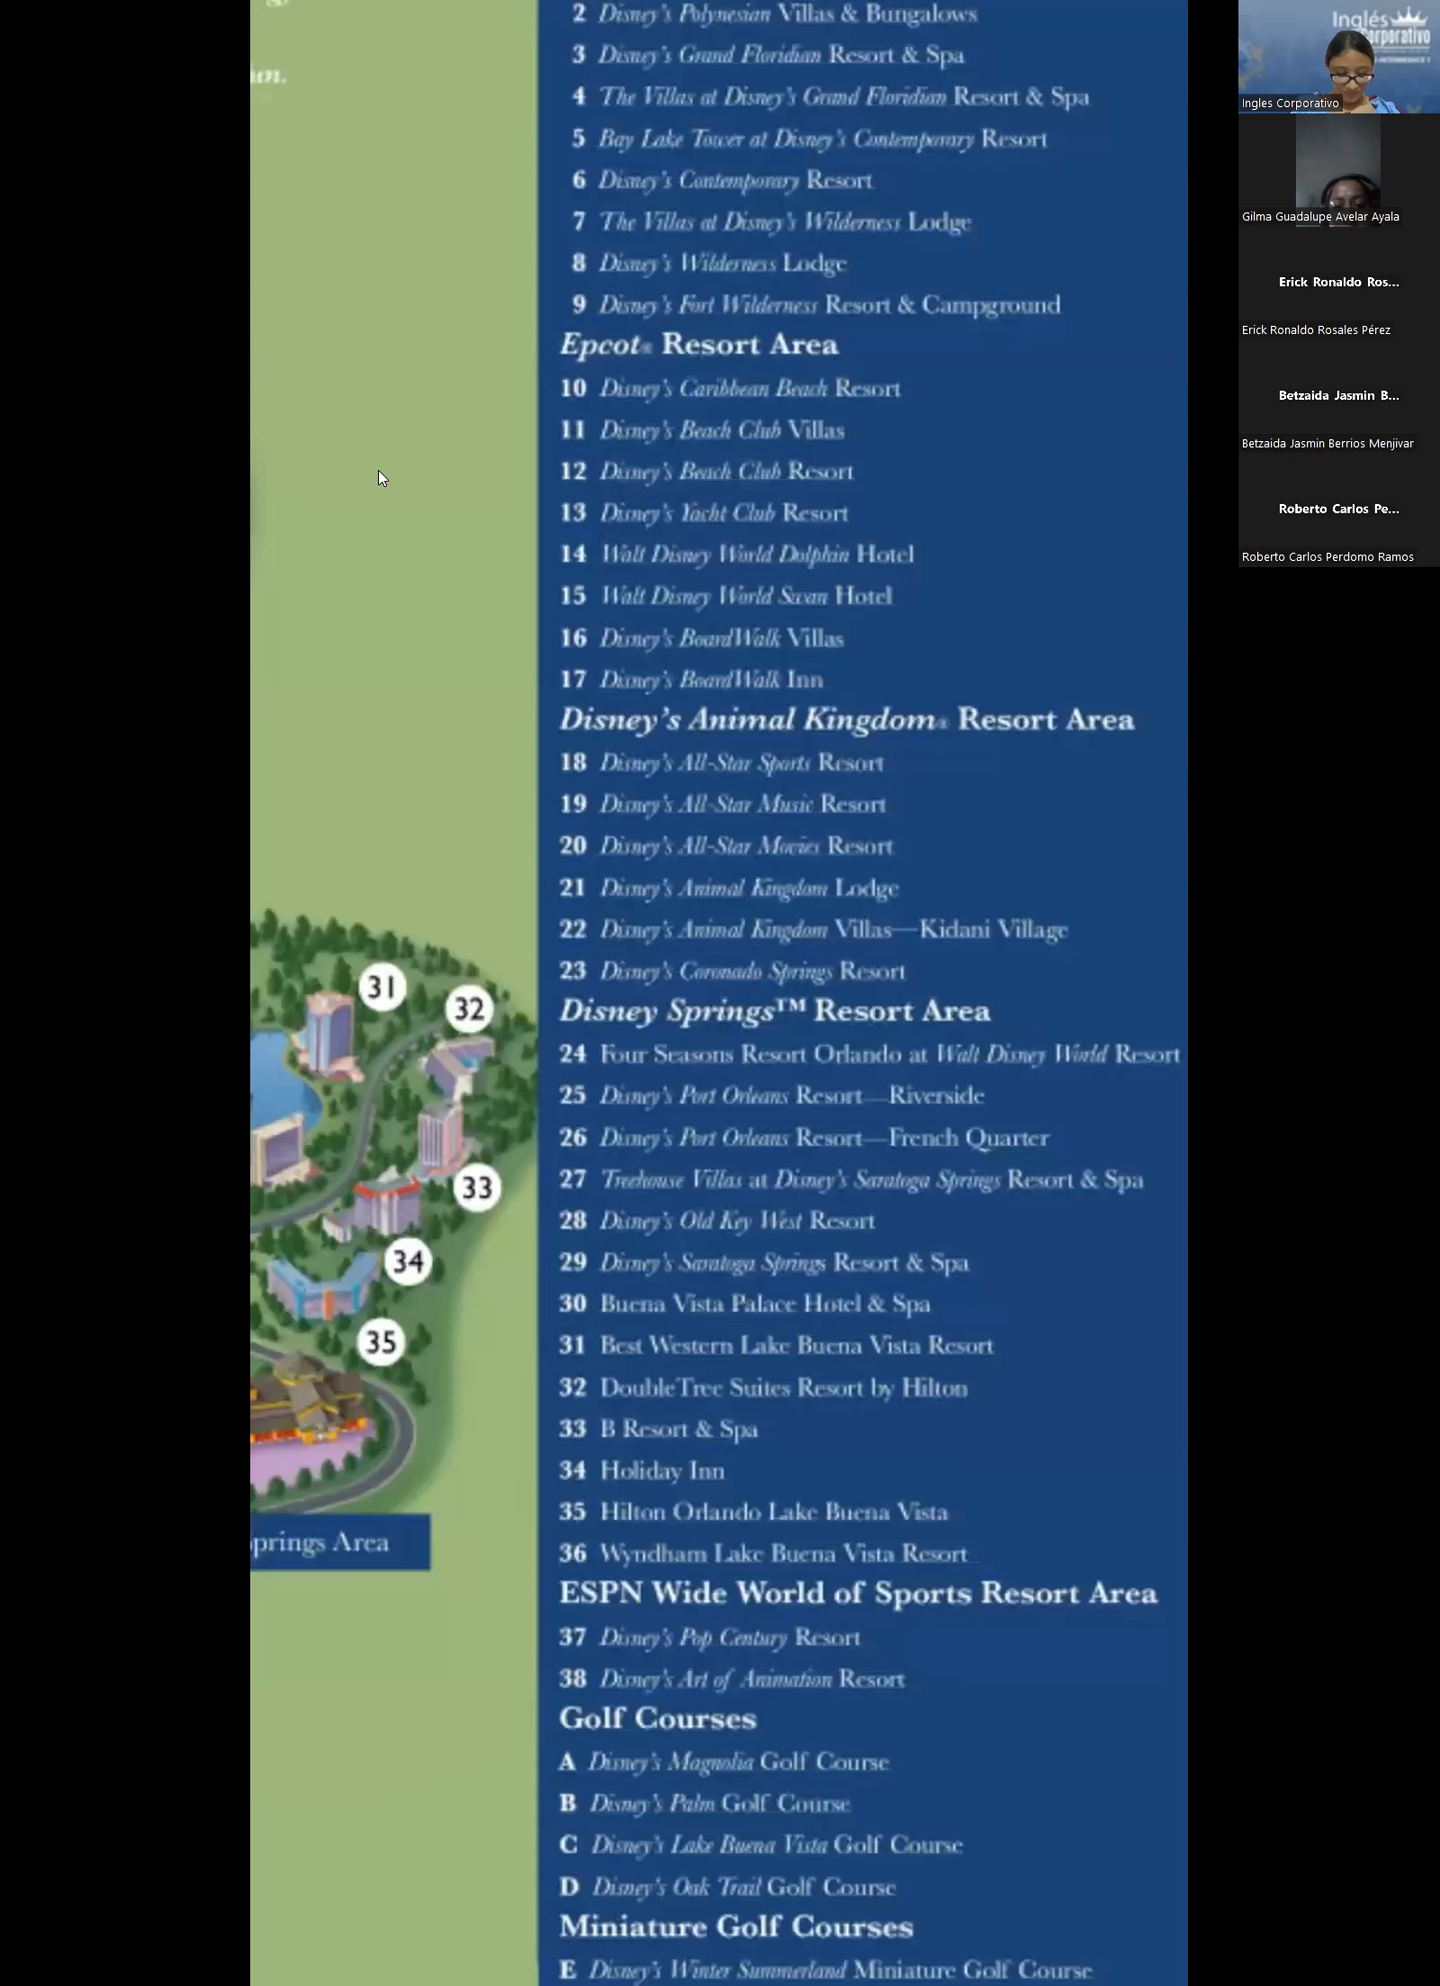 un.
2 Disney's Polynesian Villas & Bungalows
3 Disney's Grand Floridian Resort & Spa
4 The Villas at Disney's Grand Floridian Resort & Spa
5 Bay Lake Tower at Disney's Contemporary Resort
6 Disney's Contemporary Resort
7 The Villas at Disney's Wilderness Lodge
8 Disney's Wilderness Lodge
9 Disney's Fort Wilderness Resort & Campground
Epcot® Resort Area
10 Disney's Caribbean Beach Resort
11 Disney's Beach Club Villas
12 Disney's Beach Club Resort
13 Disney's Yacht Club Resort
14 Walt Disney World Dolphin Hotel
15 Walt Disney World Swan Hotel
16 Disney's BoardWalk Villas
17 Disney's BoardWalk Inn
Disney's Animal Kingdom® Resort Area
18 Disney's All-Star Sports Resort
19 Disney's All-Star Music Resort
20 Disney's All-Star Movies Resort
21 Disney's Animal Kingdom Lodge
22 Disney's Animal Kingdom Villas—Kidani Village
23 Disney's Coronado Springs Resort
Disney Springs™ Resort Area
24 Four Seasons Resort Orlando at Walt Disney World Resort
25 Disney's Port Orleans Resort—Riverside
26 Disney's Port Orleans Resort—French Quarter
27 Treehouse Villas at Disney's Saratoga Springs Resort & Spa
28 Disney's Old Key West Resort
29 Disney's Saratoga Springs Resort & Spa
30 Buena Vista Palace Hotel & Spa
31 Best Western Lake Buena Vista Resort
32 DoubleTree Suites Resort by Hilton
33 B Resort & Spa
34 Holiday Inn
35 Hilton Orlando Lake Buena Vista
36 Wyndham Lake Buena Vista Resort
ESPN Wide World of Sports Resort Area
37 Disney's Pop Century Resort
38 Disney's Art of Animation Resort
Golf Courses
A Disney's Magnolia Golf Course
B Disney's Palm Golf Course
C Disney's Lake Buena Vista Golf Course
D Disney's Oak Trail Golf Course
Miniature Golf Courses
E Disney's Winter Summerland Miniature Golf Course
31
32
33
34
35
prings Area
Inglés
Corporativo
Ingles Corporativo
Gilma Guadalupe Avelar Ayala
Erick Ronaldo Ros...
Erick Ronaldo Rosales Pérez
Betzaida Jasmin B...
Betzaida Jasmin Berrios Menjivar
Roberto Carlos Pe...
Roberto Carlos Perdomo Ramos